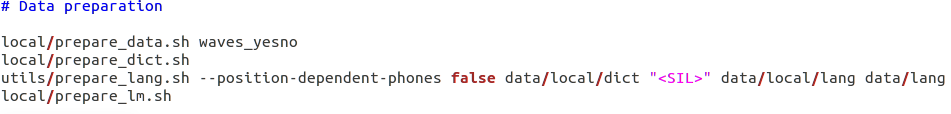 # Data preparation
local/prepare_data.sh waves_yesno
local/prepare_dict.sh
utils/prepare_lang.sh --position-dependent-phones false data/local/dict "<SIL>" data/local/lang data/lang
local/prepare_lm.sh